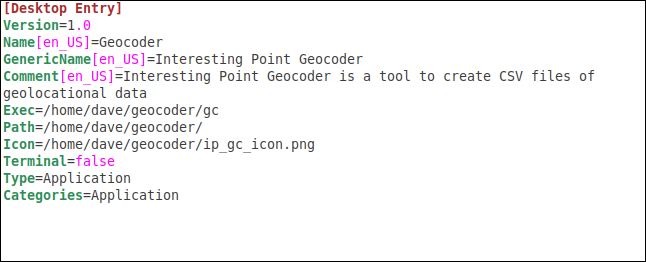 [Desktop Entry]
Version=1.0
Name[en_US]=Geocoder
GenericName[en_US]=Interesting Point Geocoder
Comment[en_US]=Interesting Point Geocoder is a tool to create CSV files of
geolocational data
Exec=/home/dave/geocoder/gc
Path=/home/dave/geocoder/
Icon=/home/dave/geocoder/ip_gc_icon.png
Terminal=false
Type=Application
Categories=Application